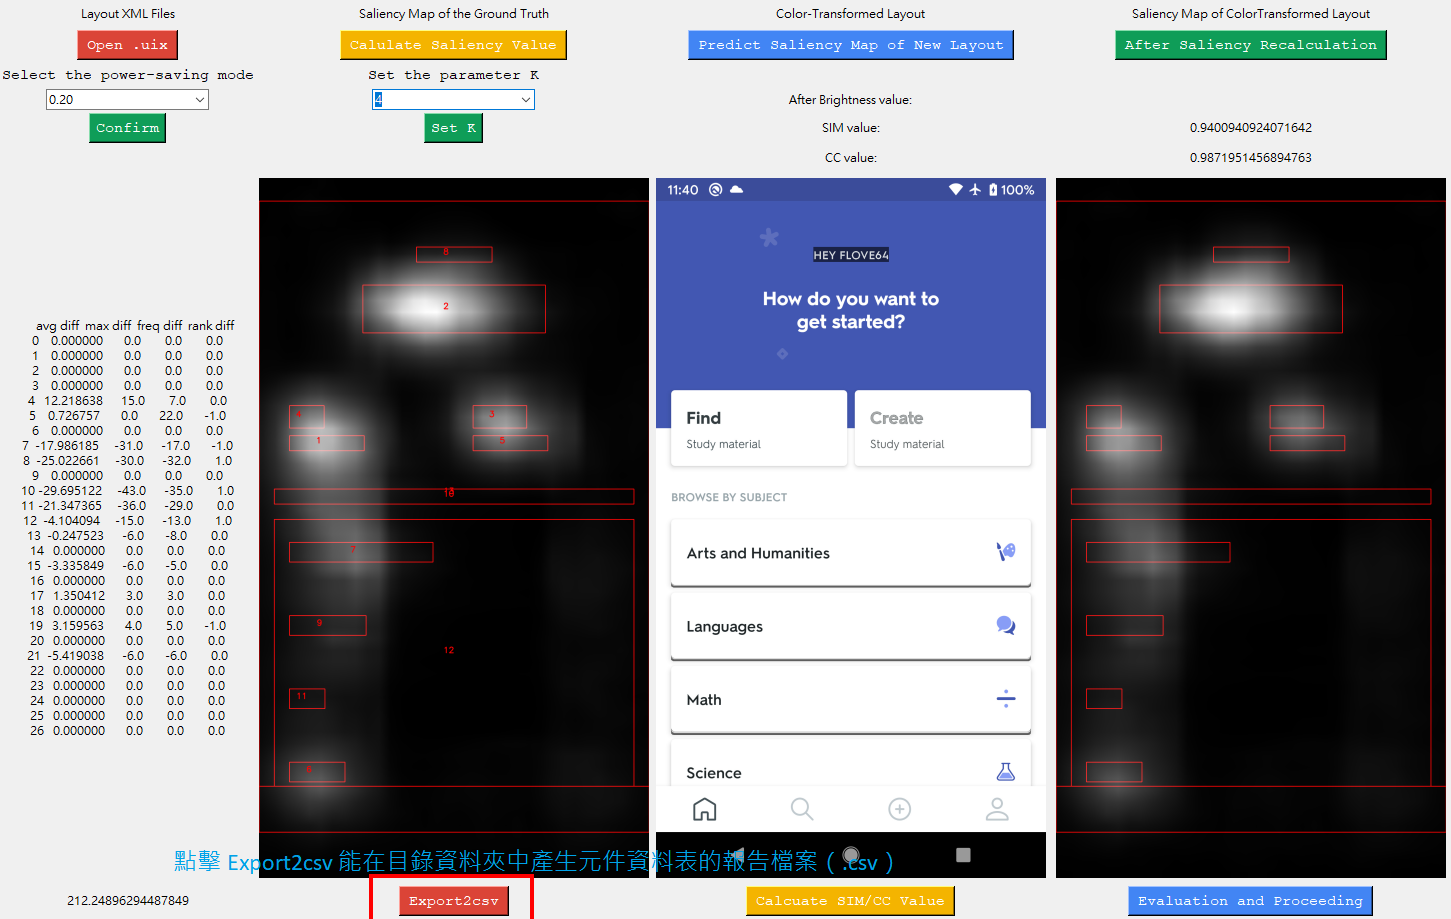 Layout XML Files
Saliency Map of the Ground Truth
Color-Transformed Layout
Saliency Map of ColorTransformed Layout
Open .uix
Calulate Saliency Value
Predict Saliency Map of New Layout
After Saliency Recalculation
Select the power-saving mode
Set the parameter K
0.20
4
After Brightness value:
Confirm
Set K
SIM value:
0.9400940924071642
CC value:
0.9871951456894763
avg diff max diff freq diff rank diff
0 0.000000 0.0 0.0 0.0
1 0.000000 0.0 0.0 0.0
2 0.000000 0.0 0.0 0.0
3 0.000000 0.0 0.0 0.0
4 12.218638 15.0 7.0 0.0
5 0.726757 0.0 22.0 -1.0
6 0.000000 0.0 0.0 0.0
7 -17.986185 -31.0 -17.0 -1.0
8 -25.022661 -30.0 -32.0 1.0
9 0.000000 0.0 0.0 0.0
10 -29.695122 -43.0 -35.0 1.0
11 -21.347365 -36.0 -29.0 0.0
12 -4.104094 -15.0 -13.0 1.0
13 -0.247523 -6.0 -8.0 0.0
14 0.000000 0.0 0.0 0.0
15 -3.335849 -6.0 -5.0 0.0
16 0.000000 0.0 0.0 0.0
17 1.350412 3.0 3.0 0.0
18 0.000000 0.0 0.0 0.0
19 3.159563 4.0 5.0 -1.0
20 0.000000 0.0 0.0 0.0
21 -5.419038 -6.0 -6.0 0.0
22 0.000000 0.0 0.0 0.0
23 0.000000 0.0 0.0 0.0
24 0.000000 0.0 0.0 0.0
25 0.000000 0.0 0.0 0.0
26 0.000000 0.0 0.0 0.0
2
4
3
1
5
7
9
12
11
11:40
100%
HEY FLOVE64
How do you want to
get started?
Find
Create
Study material
Study material
BROWSE BY SUBJECT
Arts and Humanities
Languages
Math
Science
點擊 Export2csv 能在目錄資料夾中產生元件資料表的報告檔案（.csv）
212.24896294487849
Export2csv
Calcuate SIM/CC Value
Evaluation and Proceeding